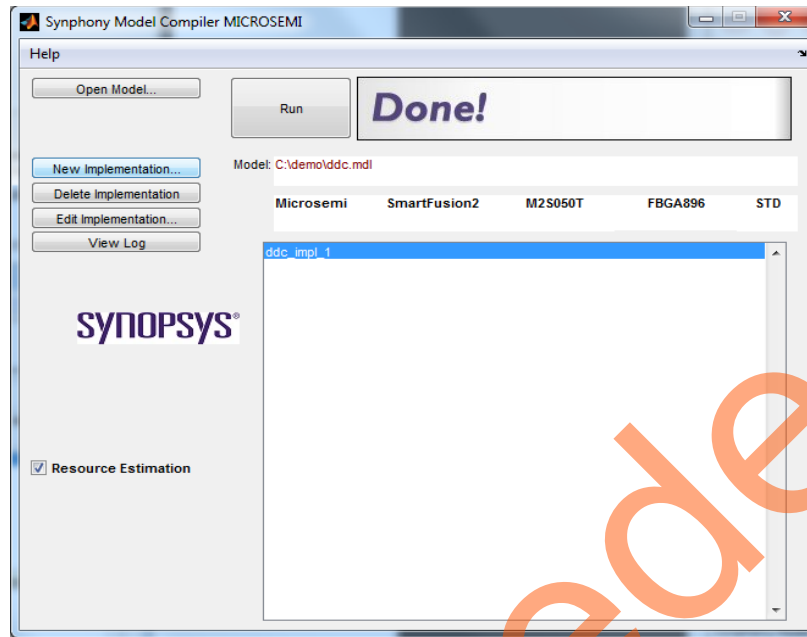 Synphony Model Compiler MICROSEMI
Help
Open Model...
Run
Done!
New Implementation...
Model: C:\demo\ddc.mdl
Delete Implementation
Microsemi SmartFusion2 M2S050T FBGA896 STD
Edit Implementation...
View Log
ddc_impl_1
SYNOPSYS®
Resource Estimation
ede